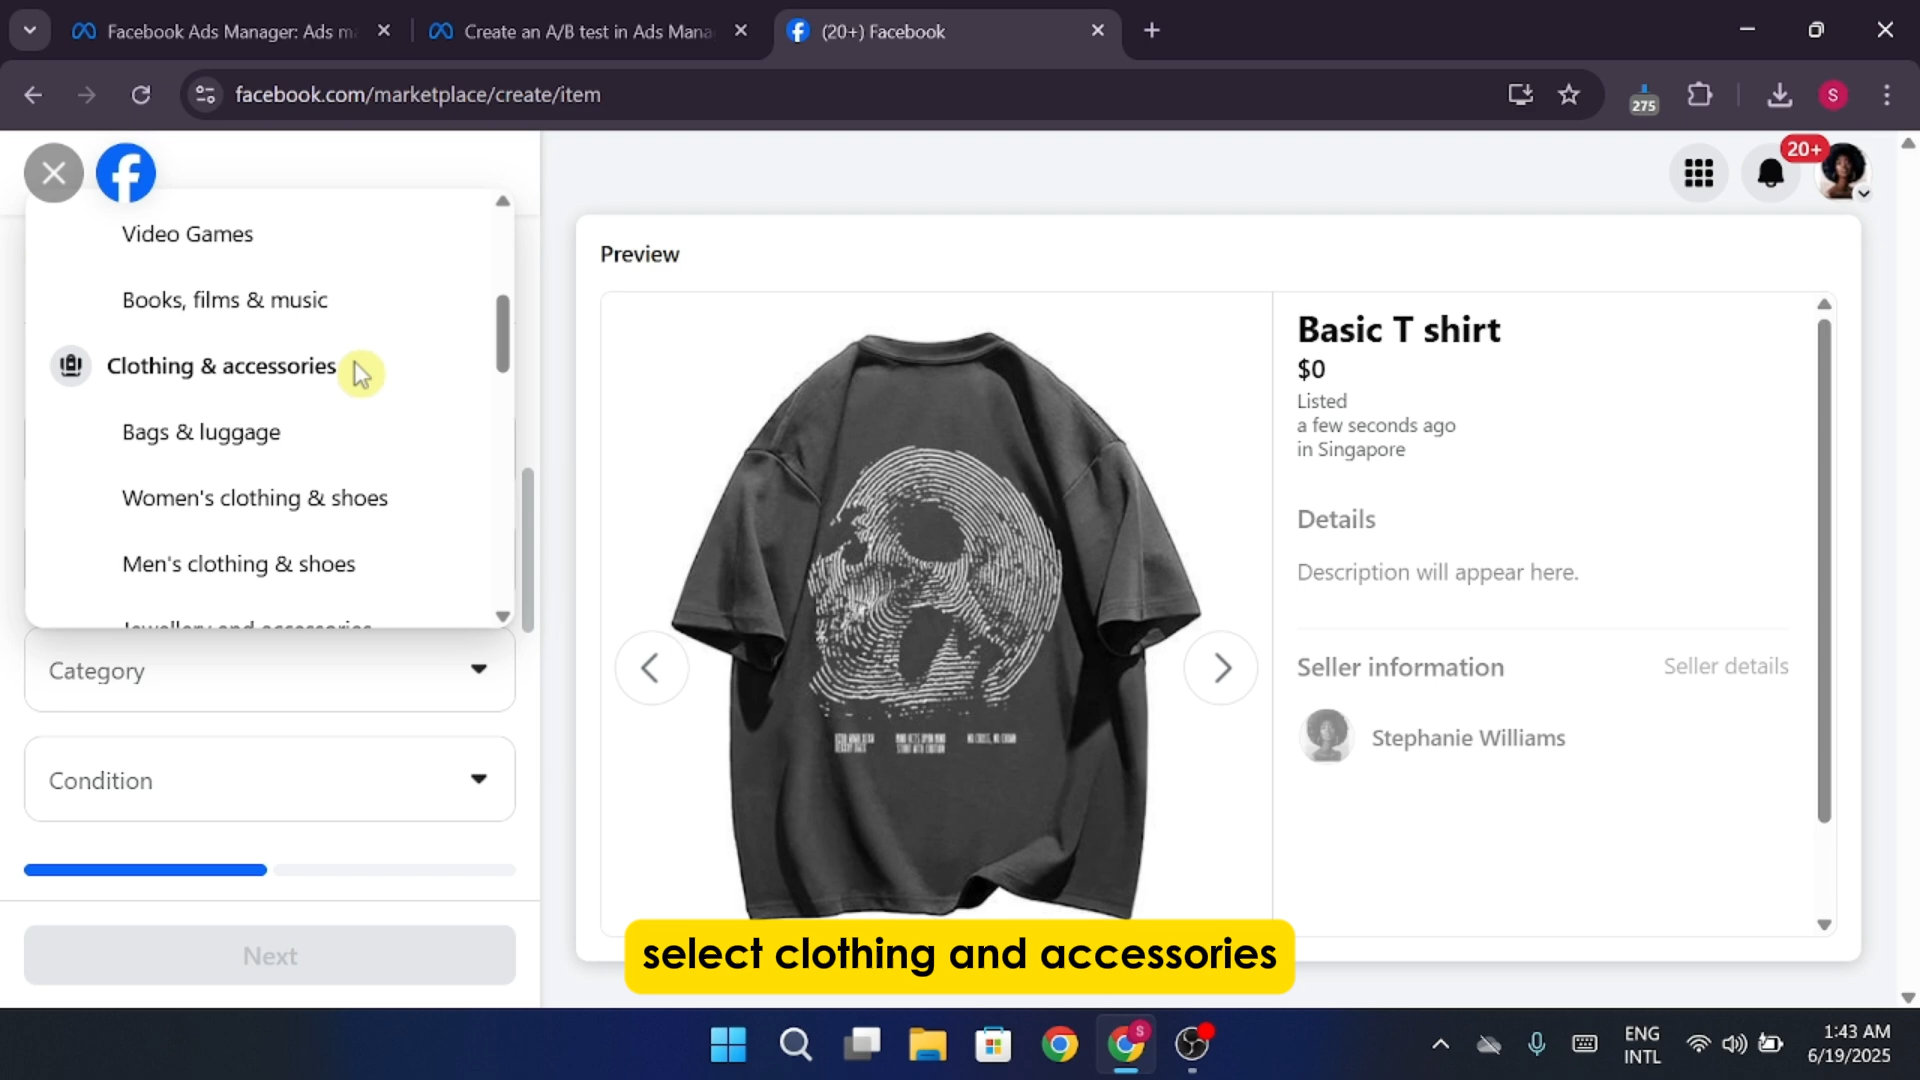 Facebook Ads Manager: Ads m
Create an A/B test in Ads Mana
(20+) Facebook
facebook.com/marketplace/create/item
275
S
20+
Video Games
Books, films & music
Clothing & accessories
Bags & luggage
Women's clothing & shoes
Men's clothing & shoes
Jewellery and accessories
Category
Condition
Next
Preview
Basic T shirt
$0
Listed
a few seconds ago
in Singapore
Details
Description will appear here.
Seller information
Seller details
Stephanie Williams
select clothing and accessories
S
ENG
INTL
1:43 AM
6/19/2025